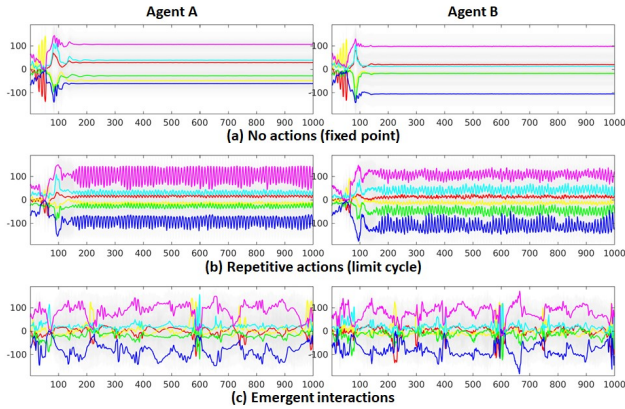 Agent A Agent B
100 100
0 0
-100 -100
100 200 300 400 500 600 700 800 900 1000 100 200 300 400 500 600 700 800 900 1000
(a) No actions (fixed point)
100 100
0 0
-100 -100
100 200 300 400 500 600 700 800 900 1000 100 200 300 400 500 600 700 800 900 1000
(b) Repetitive actions (limit cycle)
100 100
0 0
-100 -100
100 200 300 400 500 600 700 800 900 1000 100 200 300 400 500 600 700 800 900 1000
(c) Emergent interactions